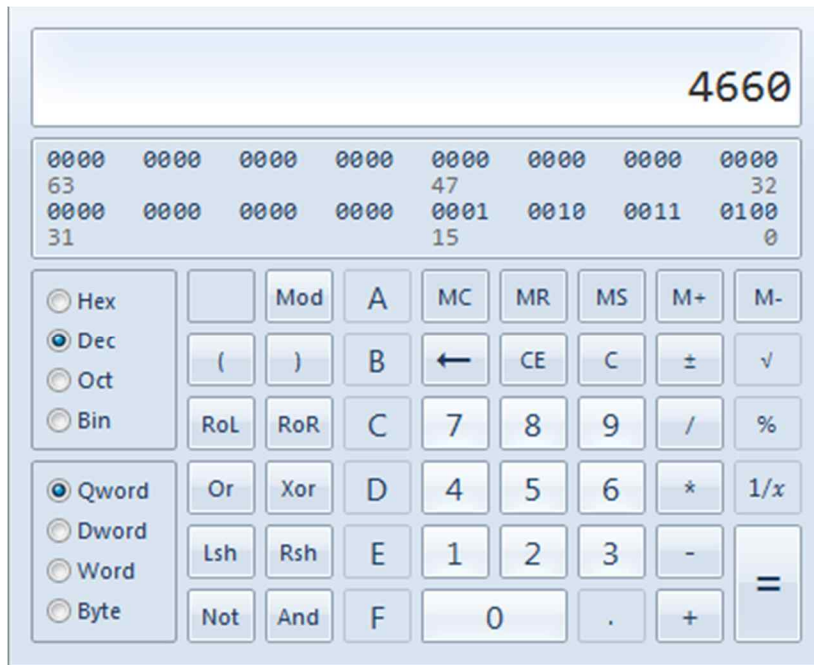 4660
0000 0000 0000 0000 0000 0000 0000 0000
63 47 32
0000 0000 0000 0000 0001 0010 0011 0100
31 15 0
Hex Mod A MC MR MS M+ M-
Dec ( ) B ← CE C ± √
Oct
Bin RoL RoR C 7 8 9 / %
Qword Or Xor D 4 5 6 * 1/x
Dword Lsh Rsh E 1 2 3 - =
Word
Byte Not And F 0 . +